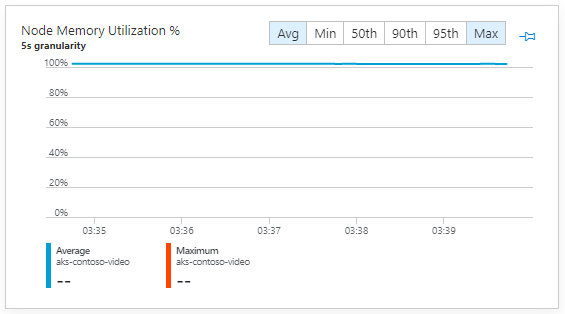 Node Memory Utilization %
5s granularity
Avg Min 50th 90th 95th Max
100%
80%
60%
40%
20%
0%
03:35 03:36 03:37 03:38 03:39
Average
aks-contoso-video
--
Maximum
aks-contoso-video
--